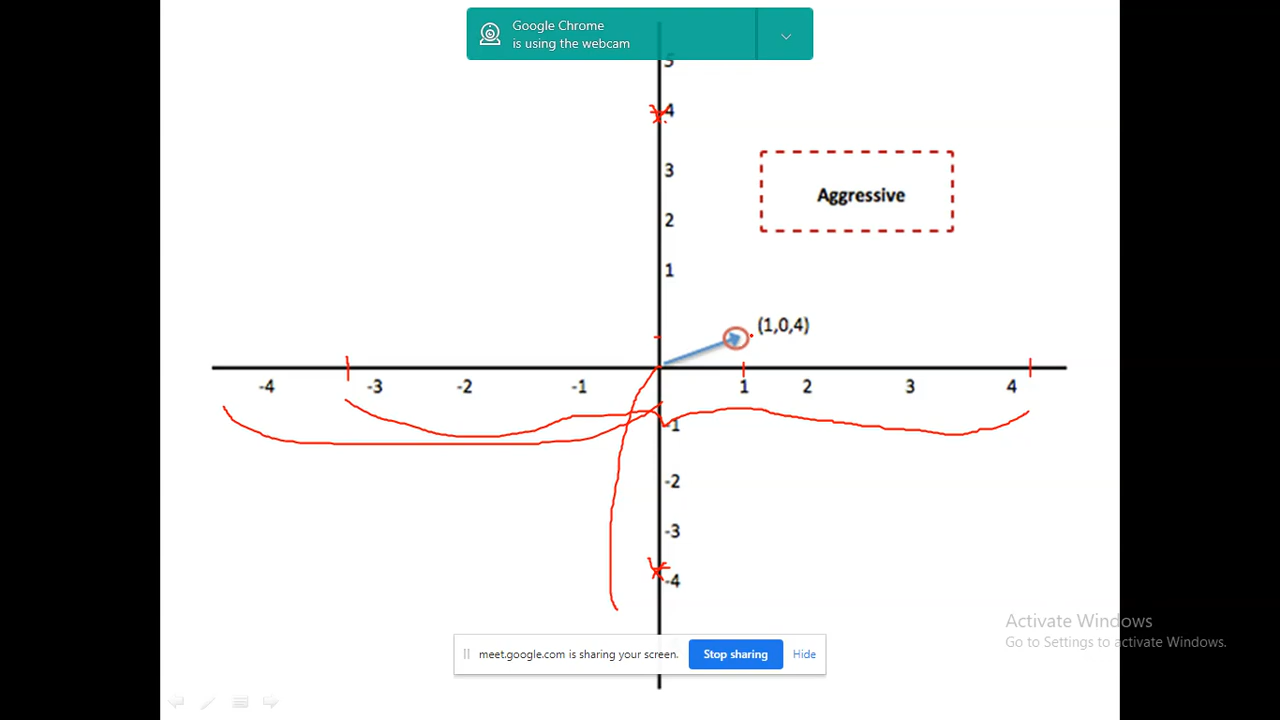 Google Chrome
is using the webcam
5
4
3
Aggressive
2
1
(1,0,4)
-4 -3 -2 -1 1 2 3 4
-1
-2
-3
-4
meet.google.com is sharing your screen. Stop sharing Hide
Activate Windows
Go to Settings to activate Windows.